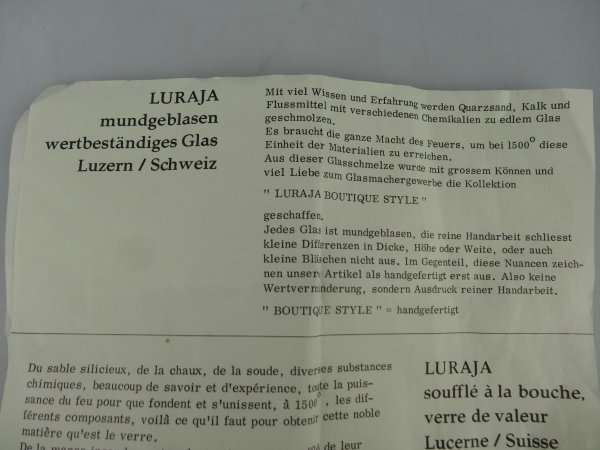 LURAJA
mundgeblasen
wertbeständiges Glas
Luzern / Schweiz
Mit viel Wissen und Erfahrung werden Quarzsand, Kalk und
Flussmittel mit verschiedenen Chemikalien zu edlem Glas
geschmolzen.
Es braucht die ganze Macht des Feuers, um bei 1500° diese
Einheit der Materialien zu erreichen.
Aus dieser Glasschmelze wurde mit grossem Können und
viel Liebe zum Glasmachergewerbe die Kollektion
" LURAJA BOUTIQUE STYLE "
geschaffen.
Jedes Glas ist mundgeblasen, die reine Handarbeit schliesst
kleine Differenzen in Dicke, Höhe oder Weite, oder auch
kleine Bläschen nicht aus. Im Gegenteil, diese Nuancen zeich-
nen unsere Artikel als handgefertigt erst aus. Also keine
Wertverminderung, sondern Ausdruck reiner Handarbeit.
" BOUTIQUE STYLE " = handgefertigt
Du sable silicieux, de la chaux, de la soude, diverses substances
chimiques, beaucoup de savoir et d'expérience, toute la puis-
sance du feu pour que fondent et s'unissent, à 1500°, les dif-
férents composants, voilà ce qu'il faut pour obtenir cette noble
matière qu'est le verre.
De la masse de leur
LURAJA
soufflé à la bouche,
verre de valeur
Lucerne / Suisse